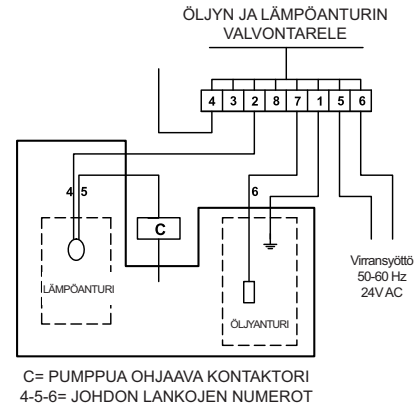 ÖLJYN JA LÄMPÖANTURIN
VALVONTARELE
4 3 2 8 7 1 5 6
4 5
6
C
LÄMPÖANTURI
ÖLJYANTURI
Virransyöttö
50-60 Hz
24V AC
C= PUMPPUA OHJAAVA KONTAKTORI
4-5-6= JOHDON LANKOJEN NUMEROT